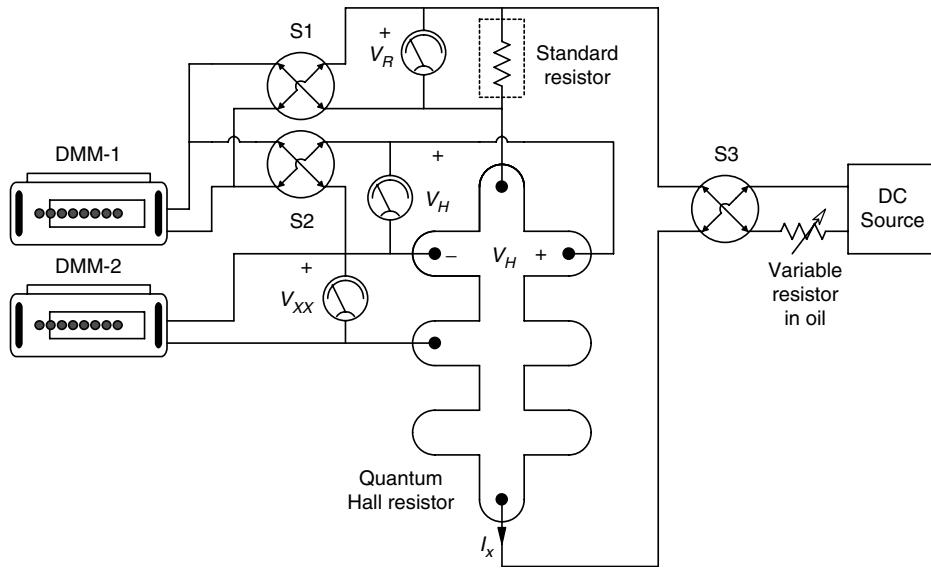 S1
+
V_R
Standard
resistor
DMM-1
S2
+
V_H
S3
DC
Source
−
V_H
+
DMM-2
+
V_XX
Variable
resistor
in oil
Quantum
Hall resistor
I_x